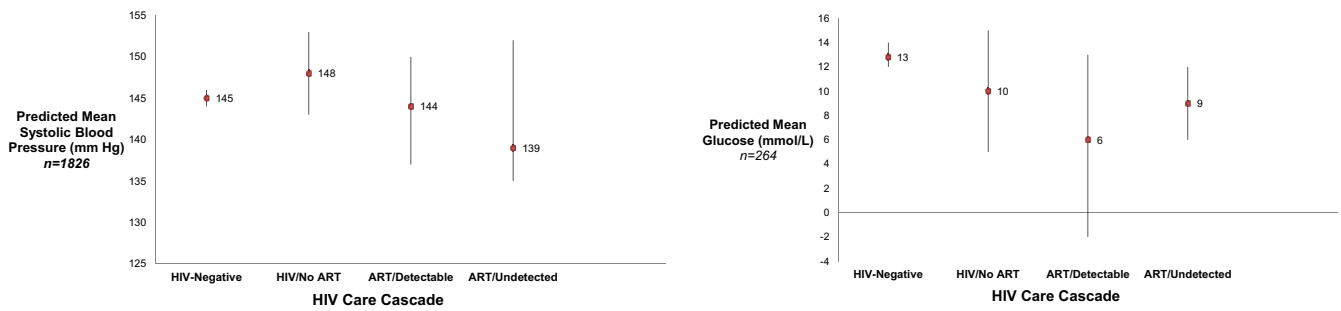 155
150
145
140
135
130
125
Predicted Mean
Systolic Blood
Pressure (mm Hg)
n=1826
145
148
144
139
HIV-Negative
HIV/No ART
ART/Detectable
ART/Undetected
HIV Care Cascade
16
14
12
10
8
6
4
2
0
-2
-4
Predicted Mean
Glucose (mmol/L)
n=264
13
10
6
9
HIV-Negative
HIV/No ART
ART/Detectable
ART/Undetected
HIV Care Cascade